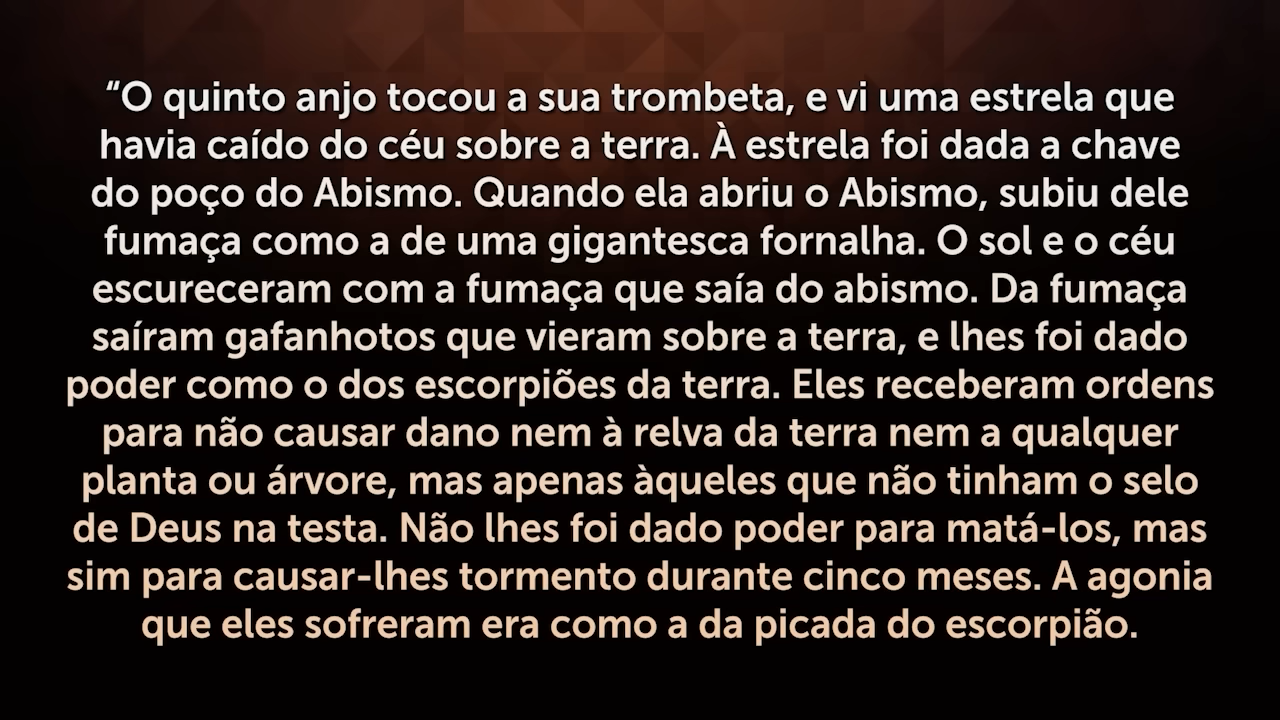 “O quinto anjo tocou a sua trombeta, e vi uma estrela que
havia caído do céu sobre a terra. À estrela foi dada a chave
do poço do Abismo. Quando ela abriu o Abismo, subiu dele
fumaça como a de uma gigantesca fornalha. O sol e o céu
escureceram com a fumaça que saía do abismo. Da fumaça
saíram gafanhotos que vieram sobre a terra, e lhes foi dado
poder como o dos escorpiões da terra. Eles receberam ordens
para não causar dano nem à relva da terra nem a qualquer
planta ou árvore, mas apenas àqueles que não tinham o selo
de Deus na testa. Não lhes foi dado poder para matá-los, mas
sim para causar-lhes tormento durante cinco meses. A agonia
que eles sofreram era como a da picada do escorpião.